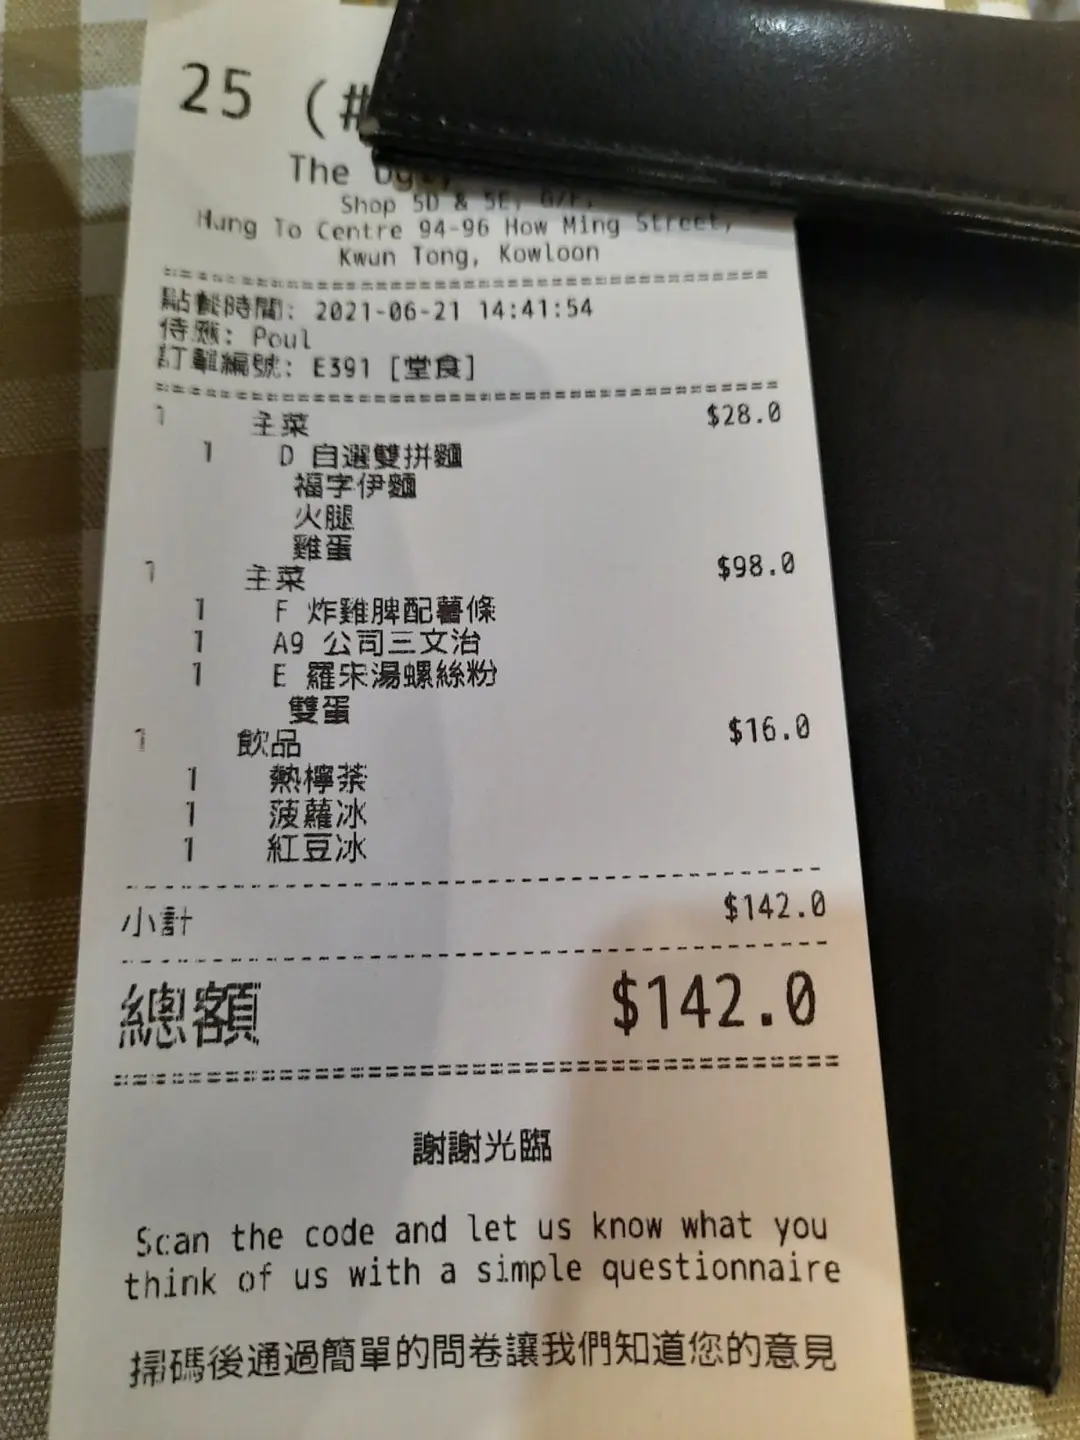 25 (#
The Ugly
Shop 5D & 5E, G/F,
Hung To Centre 94-96 How Ming Street,
Kwun Tong, Kowloon
點餐時間: 2021-06-21 14:41:54
侍應: Poul
訂單編號: E391 [堂食]
1 主菜 $28.0
1 D 自選雙拼麵
福字伊麵
火腿
雞蛋
1 主菜 $98.0
1 F 炸雞脾配薯條
1 A9 公司三文治
1 E 羅宋湯螺絲粉
雙蛋
1 飲品 $16.0
1 熱檸茶
1 菠蘿冰
1 紅豆冰
小計 $142.0
總額 $142.0
謝謝光臨
Scan the code and let us know what you
think of us with a simple questionnaire
掃碼後通過簡單的問卷讓我們知道您的意見